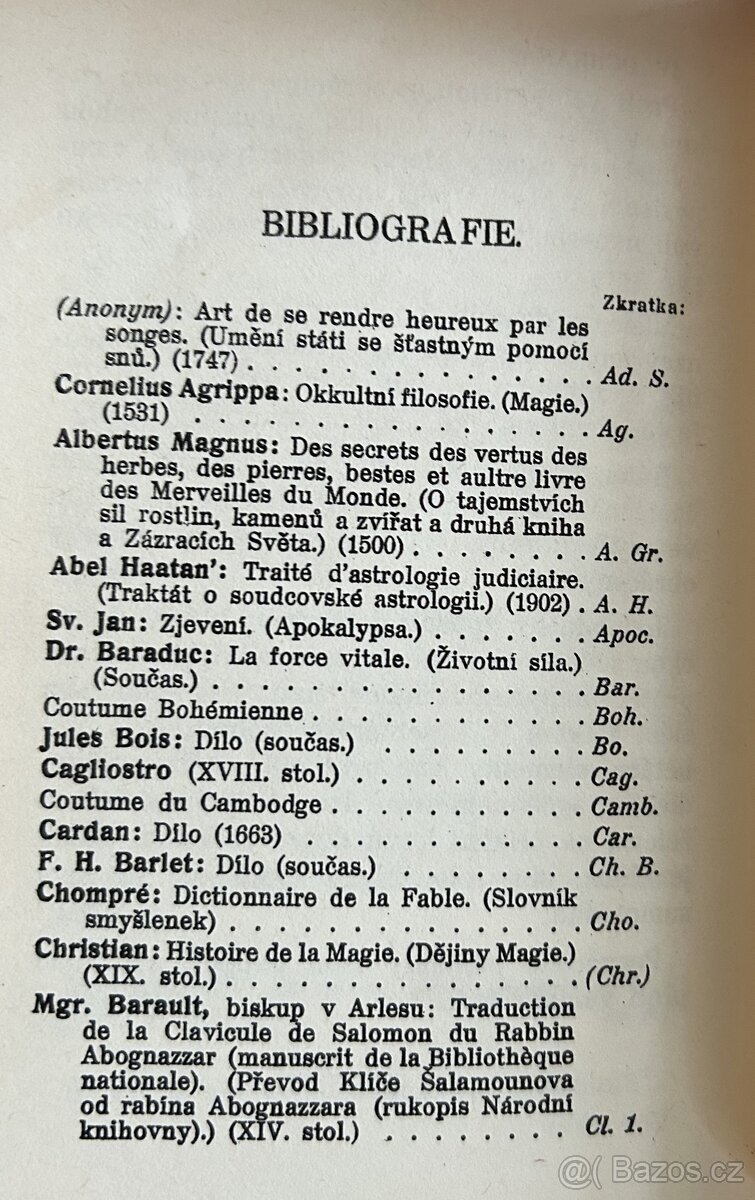 BIBLIOGRAFIE.
Zkratka:
(Anonym): Art de se rendre heureux par les
songes. (Umění státi se šťastným pomocí
snů.) (1747) . . . . . . . . . . . . . . . Ad. S.
Cornelius Agrippa: Okkultní filosofie. (Magie.)
(1531) . . . . . . . . . . . . . . . . . Ag.
Albertus Magnus: Des secrets des vertus des
herbes, des pierres, bestes et aultre livre
des Merveilles du Monde. (O tajemstvích
sil rostlin, kamenů a zvířat a druhá kniha
a Zázracích Světa.) (1500) . . . . . . . . A. Gr.
Abel Haatan': Traité d'astrologie judiciaire.
(Traktát o soudcovské astrologii.) (1902) . A. H.
Sv. Jan: Zjevení. (Apokalypsa.) . . . . . . . Apoc.
Dr. Baraduc: La force vitale. (Životní síla.)
(Součas.) . . . . . . . . . . . . . . . . Bar.
Coutume Bohémienne . . . . . . . . . . . . Boh.
Jules Bois: Dílo (součas.) . . . . . . . . . Bo.
Cagliostro (XVIII. stol.) . . . . . . . . . . Cag.
Coutume du Cambodge . . . . . . . . . . . Camb.
Cardan: Dílo (1663) . . . . . . . . . . . . Car.
F. H. Barlet: Dílo (součas.) . . . . . . . . Ch. B.
Chompré: Dictionnaire de la Fable. (Slovník
smyšlenek) . . . . . . . . . . . . . . . Cho.
Christian: Histoire de la Magie. (Dějiny Magie.)
(XIX. stol.) . . . . . . . . . . . . . . . (Chr.)
Mgr. Barault, biskup v Arlesu: Traduction
de la Clavicule de Salomon du Rabbin
Abognazzar (manuscrit de la Bibliothèque
nationale). (Převod Klíče Šalamounova
od rabína Abognazzara (rukopis Národní
knihovny).) (XIV. stol.) . . . . . . . . Cl. 1.
@( Bazos.cz